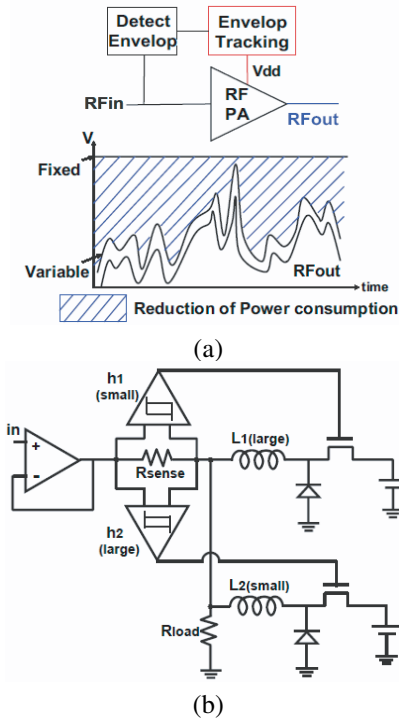 Detect
Envelop
Envelop
Tracking
Vdd
RFin
RF
PA
RFout
V
Fixed
Variable
RFout
time
Reduction of Power consumption
(a)
h1
(small)
in
+
-
Rsense
L1(large)
h2
(large)
L2(small)
Rload
(b)